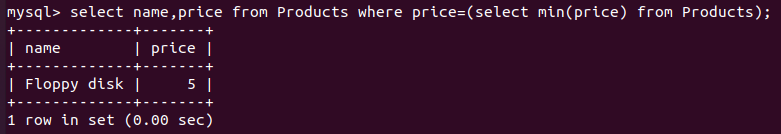 mysql> select name,price from Products where price=(select min(price) from Products);
+-------------+-------+
| name        | price |
+-------------+-------+
| Floppy disk |     5 |
+-------------+-------+
1 row in set (0.00 sec)